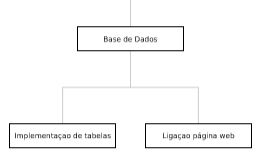 Base de Dados
Implementaçao de tabelas
Ligaçao página web